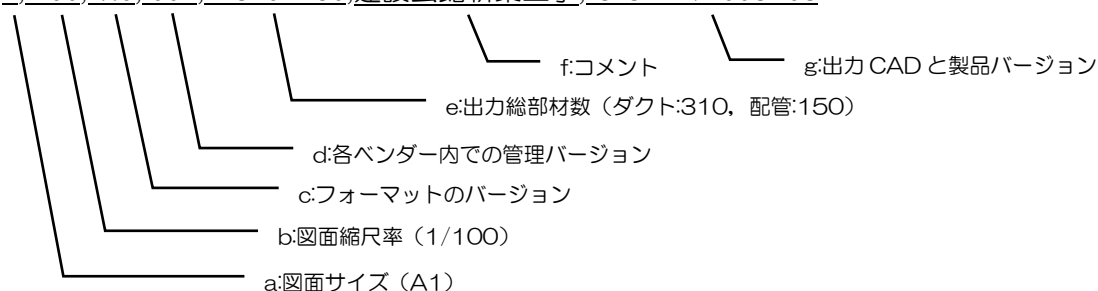 f:コメント
g:出力 CAD と製品バージョン
e:出力総部材数（ダクト:310，配管:150）
d:各ベンダー内での管理バージョン
c:フォーマットのバージョン
b:図面縮尺率（1/100）
a:図面サイズ（A1）